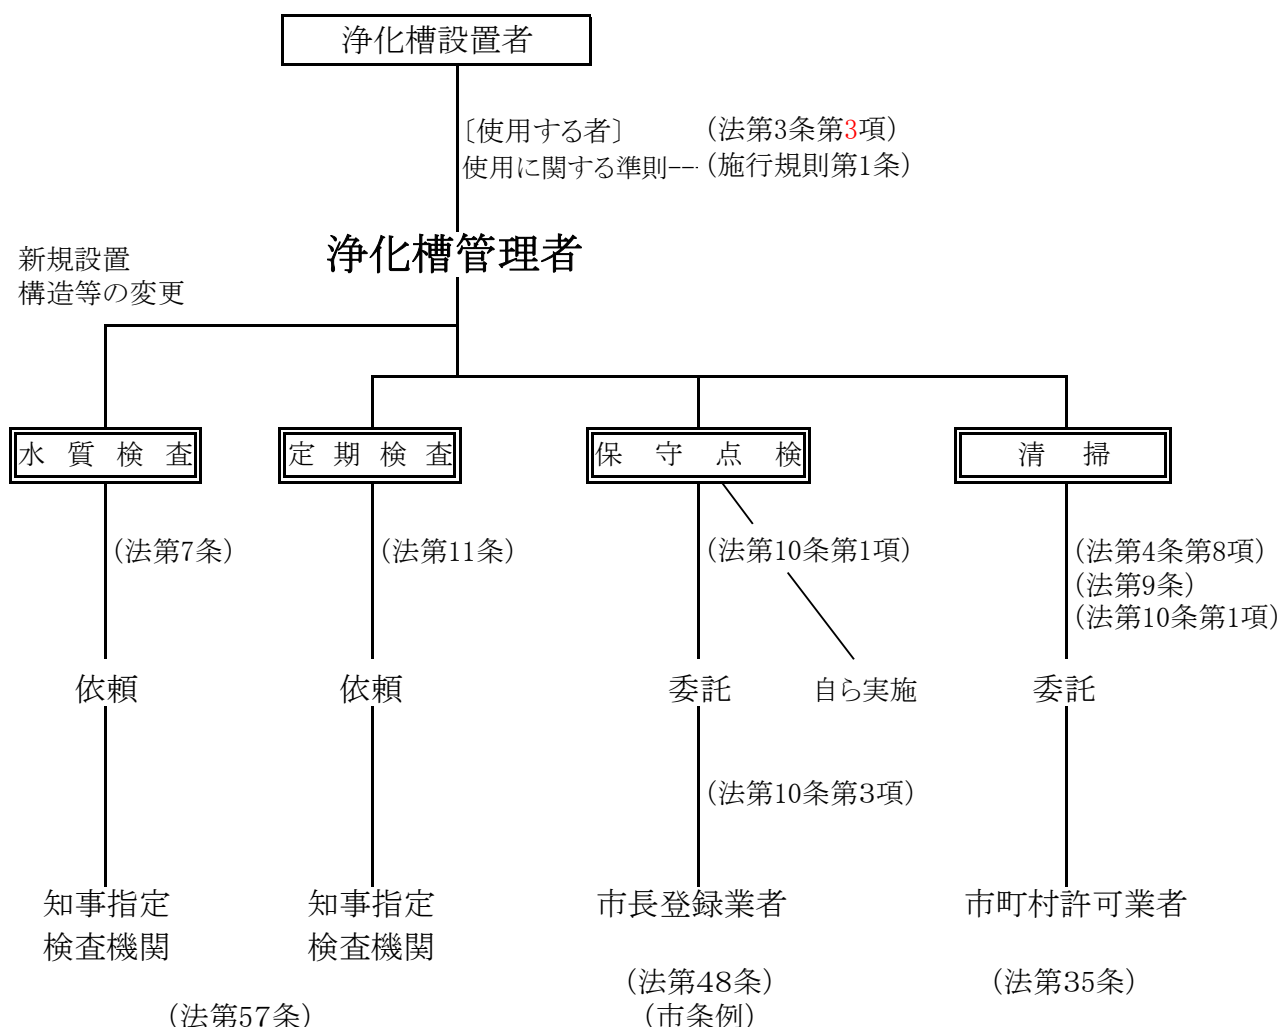 浄化槽設置者
〔使用する者〕 (法第3条第3項)
使用に関する準則--- (施行規則第1条)
浄化槽管理者
新規設置
構造等の変更
水質検査 定期検査 保守点検 清掃
(法第7条) (法第11条) (法第10条第1項) (法第4条第8項)
(法第9条)
(法第10条第1項)
依頼 依頼 委託 自ら実施 委託
(法第10条第3項)
知事指定 知事指定 市長登録業者 市町村許可業者
検査機関 検査機関
(法第48条) (法第35条)
(法第57条) (市条例)